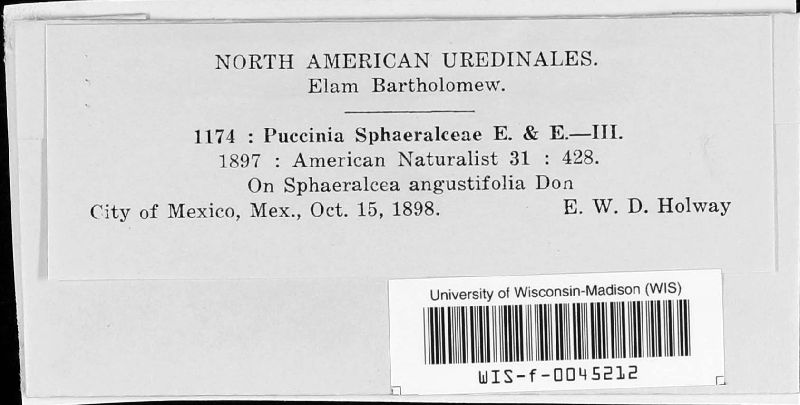 NORTH AMERICAN UREDINALES.
Elam Bartholomew.
1174 : Puccinia Sphaeralceae E. & E.—III.
1897 : American Naturalist 31 : 428.
On Sphaeralcea angustifolia Don
City of Mexico, Mex., Oct. 15, 1898. E. W. D. Holway
University of Wisconsin-Madison (WIS)
WIS-f-0045212